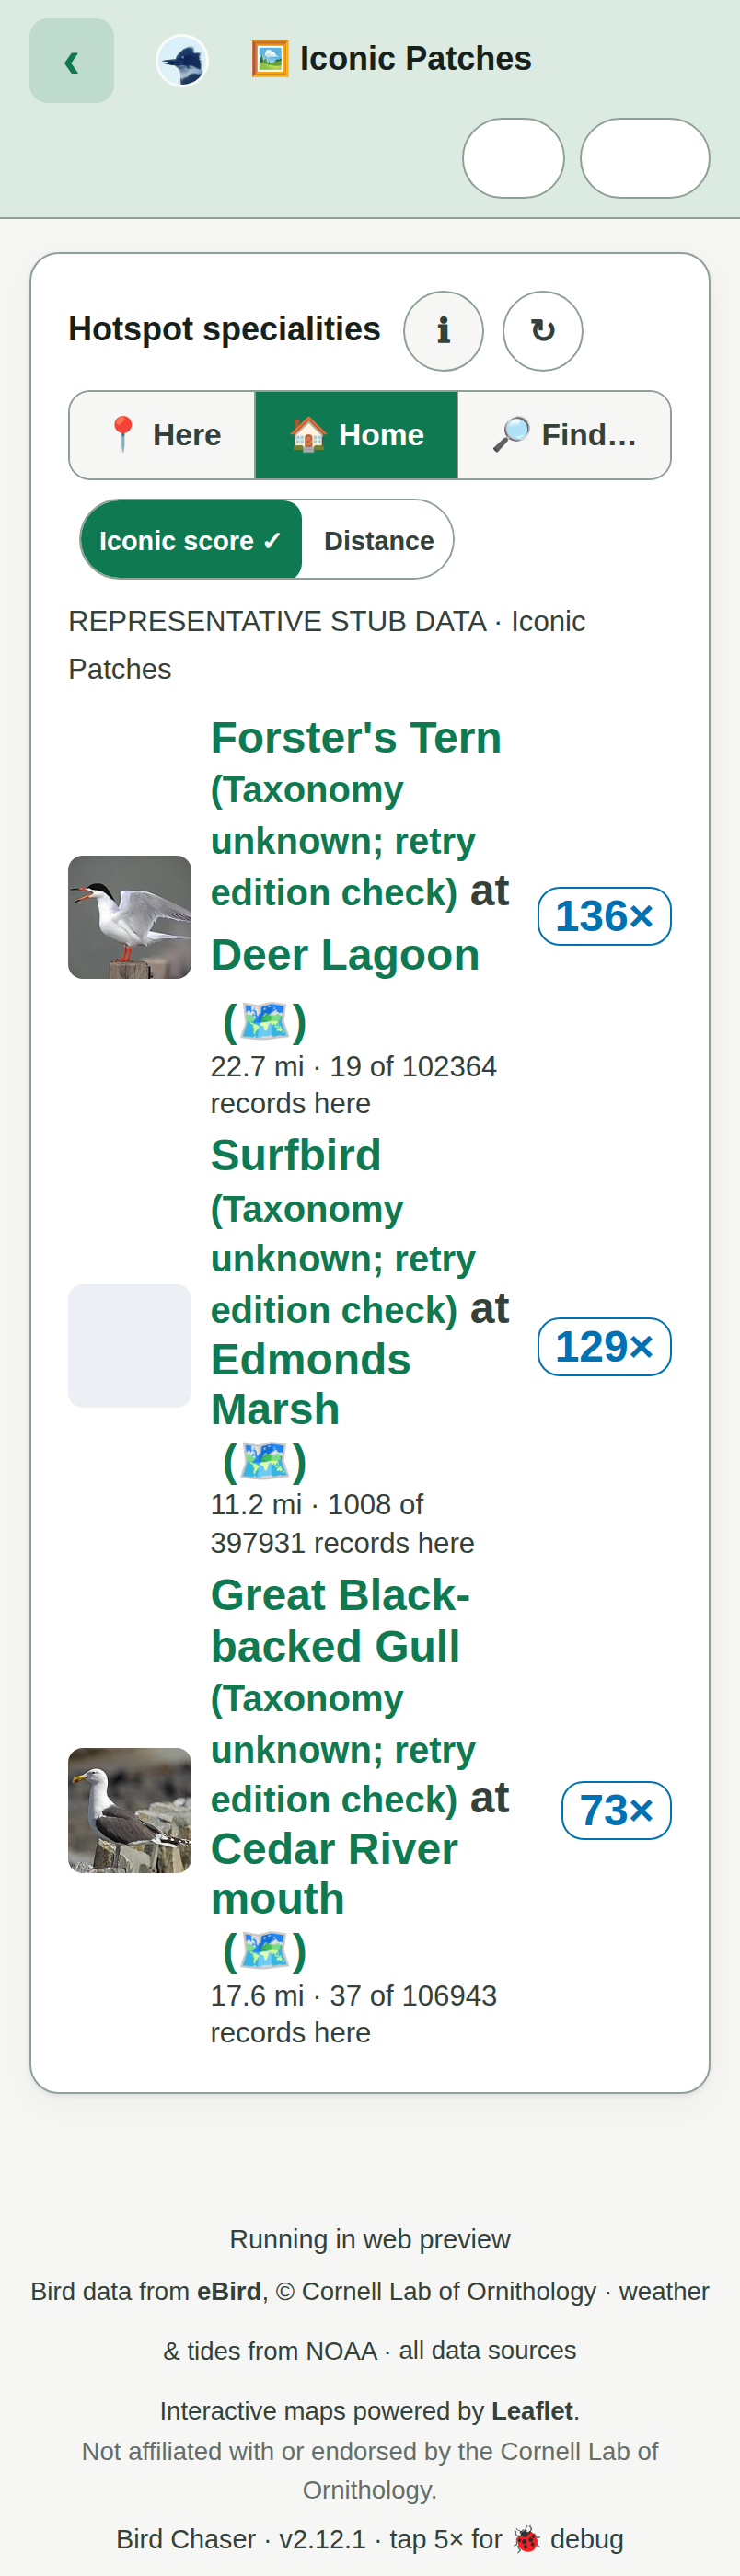 ‹ 🖼️ Iconic Patches
Hotspot specialities ℹ ↻
📍 Here 🏠 Home 🔎 Find…
Iconic score ✓ Distance
REPRESENTATIVE STUB DATA · Iconic
Patches
Forster's Tern
(Taxonomy
unknown; retry
edition check) at
Deer Lagoon
(🗺️)
136×
22.7 mi · 19 of 102364
records here
Surfbird
(Taxonomy
unknown; retry
edition check) at
Edmonds
Marsh
(🗺️)
129×
11.2 mi · 1008 of
397931 records here
Great Black-
backed Gull
(Taxonomy
unknown; retry
edition check) at
Cedar River
mouth
(🗺️)
73×
17.6 mi · 37 of 106943
records here
Running in web preview
Bird data from eBird, © Cornell Lab of Ornithology · weather
& tides from NOAA · all data sources
Interactive maps powered by Leaflet.
Not affiliated with or endorsed by the Cornell Lab of
Ornithology.
Bird Chaser · v2.12.1 · tap 5× for 🐞 debug